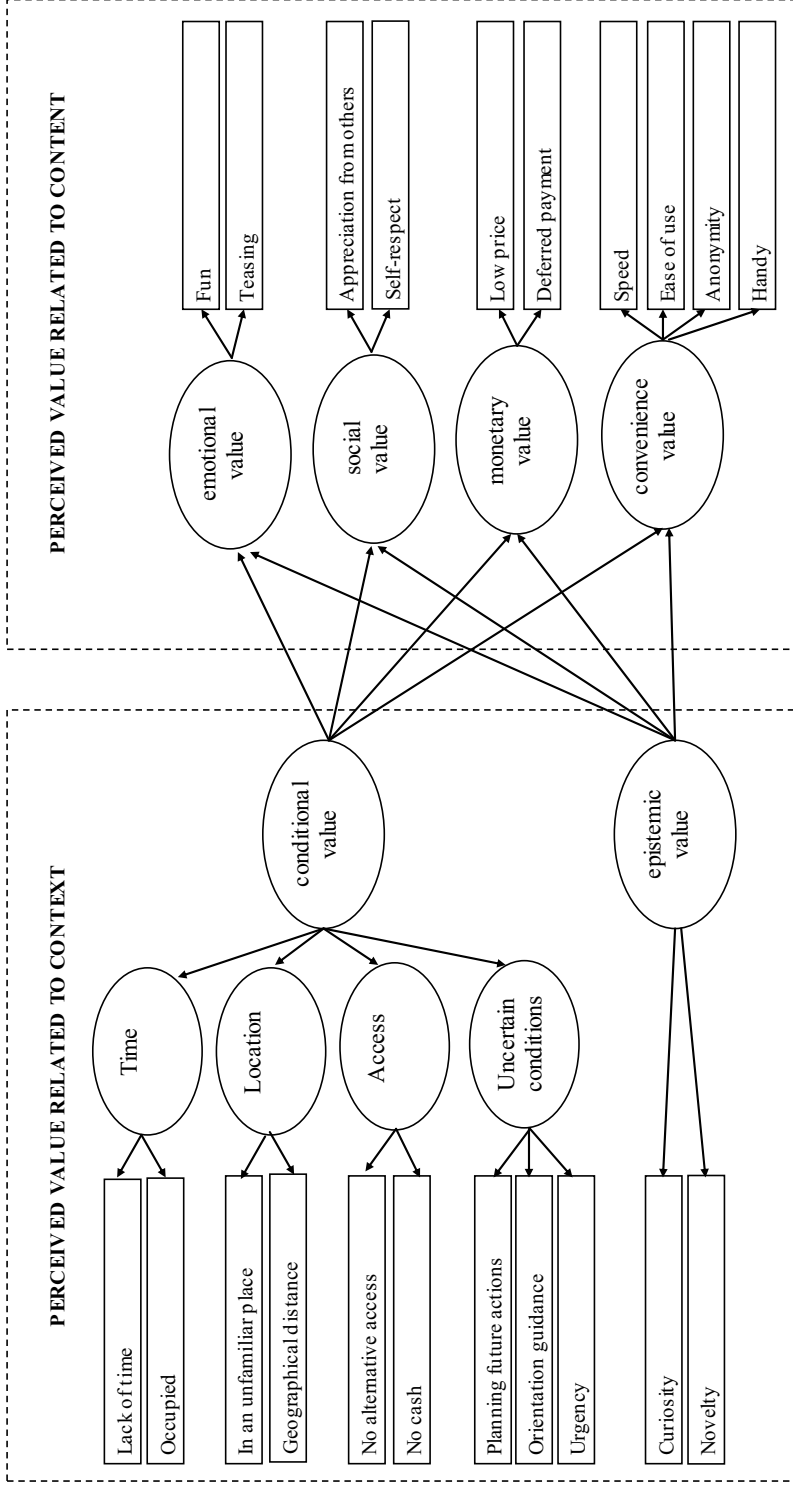 PERCEIVED VALUE RELATED TO CONTEXT
Lack of time
Occupied
In an unfamiliar place
Geographical distance
No alternative access
No cash
Planning future actions
Orientation guidance
Urgency
Curiosity
Novelty
Time
Location
Access
Uncertain
conditions
conditional
value
epistemic
value
PERCEIVED VALUE RELATED TO CONTENT
emotional
value
social
value
monetary
value
convenience
value
Fun
Teasing
Appreciation from others
Self-respect
Low price
Deferred payment
Speed
Ease of use
Anonymity
Handy